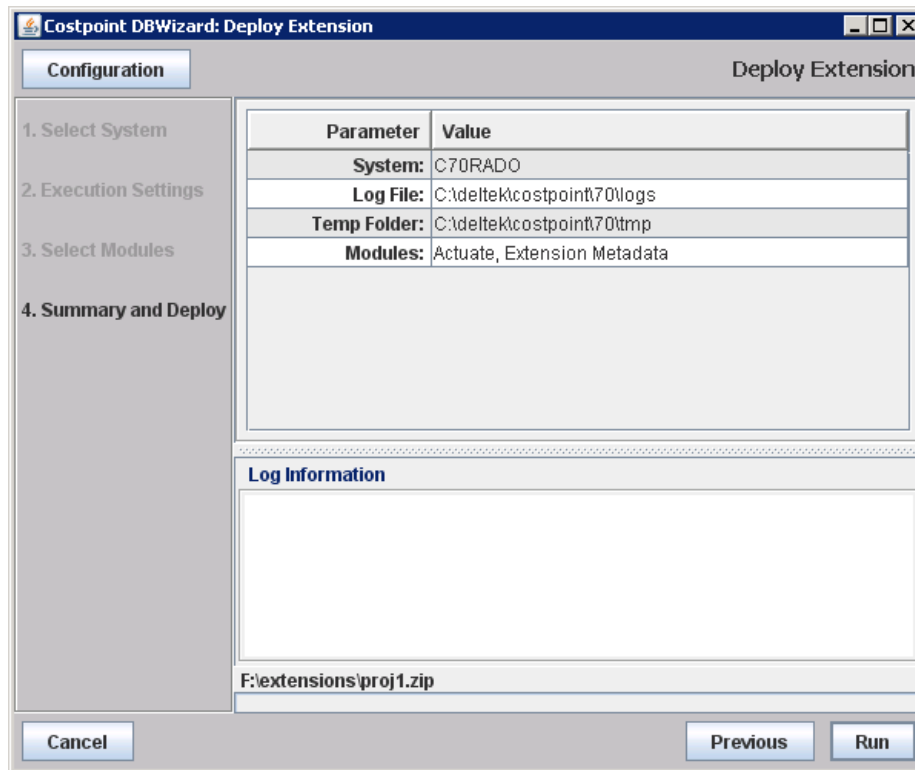 Costpoint DBWizard: Deploy Extension
Configuration
Deploy Extension
1. Select System
2. Execution Settings
3. Select Modules
4. Summary and Deploy
Parameter Value
System: C70RADO
Log File: C:\deltek\costpoint\70\logs
Temp Folder: C:\deltek\costpoint\70\tmp
Modules: Actuate, Extension Metadata
Log Information
F:\extensions\proj1.zip
Cancel Previous Run